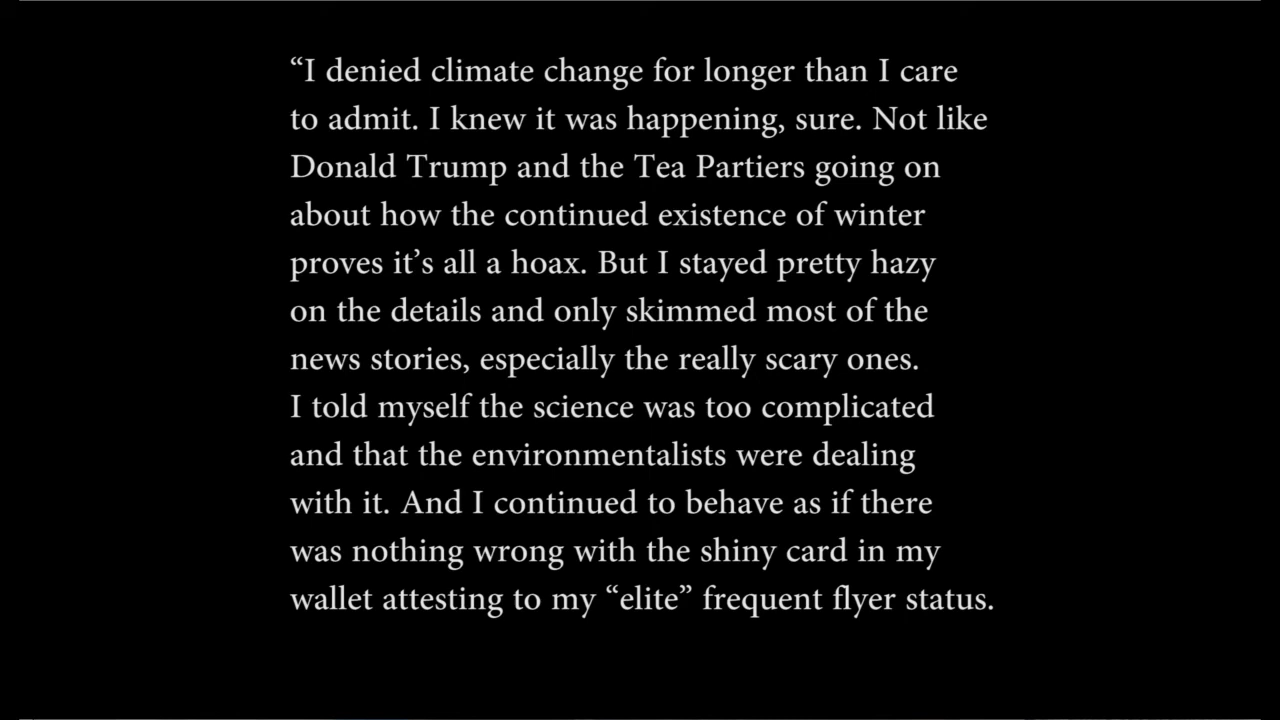 “I denied climate change for longer than I care
to admit. I knew it was happening, sure. Not like
Donald Trump and the Tea Partiers going on
about how the continued existence of winter
proves it’s all a hoax. But I stayed pretty hazy
on the details and only skimmed most of the
news stories, especially the really scary ones.
I told myself the science was too complicated
and that the environmentalists were dealing
with it. And I continued to behave as if there
was nothing wrong with the shiny card in my
wallet attesting to my “elite” frequent flyer status.